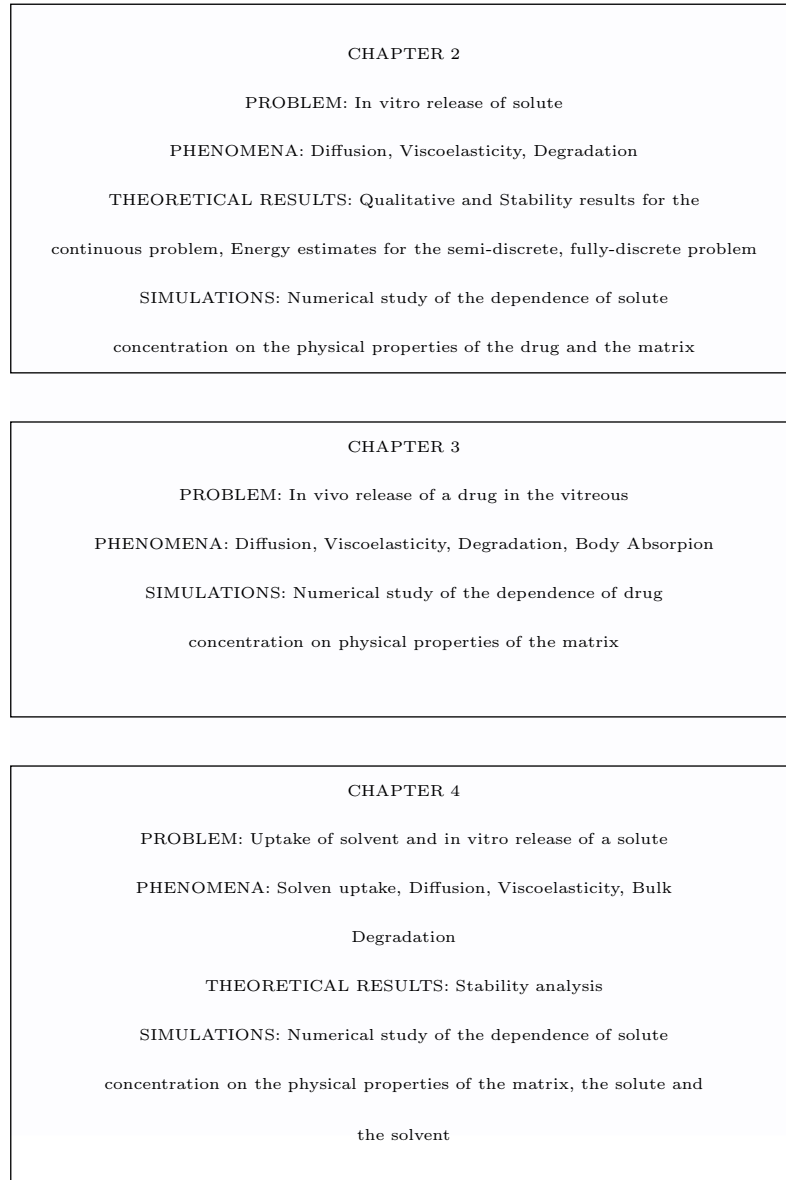 CHAPTER 2
PROBLEM: In vitro release of solute
PHENOMENA: Diffusion, Viscoelasticity, Degradation
THEORETICAL RESULTS: Qualitative and Stability results for the
continuous problem, Energy estimates for the semi-discrete, fully-discrete problem
SIMULATIONS: Numerical study of the dependence of solute
concentration on the physical properties of the drug and the matrix
CHAPTER 3
PROBLEM: In vivo release of a drug in the vitreous
PHENOMENA: Diffusion, Viscoelasticity, Degradation, Body Absorpion
SIMULATIONS: Numerical study of the dependence of drug
concentration on physical properties of the matrix
CHAPTER 4
PROBLEM: Uptake of solvent and in vitro release of a solute
PHENOMENA: Solven uptake, Diffusion, Viscoelasticity, Bulk
Degradation
THEORETICAL RESULTS: Stability analysis
SIMULATIONS: Numerical study of the dependence of solute
concentration on the physical properties of the matrix, the solute and
the solvent